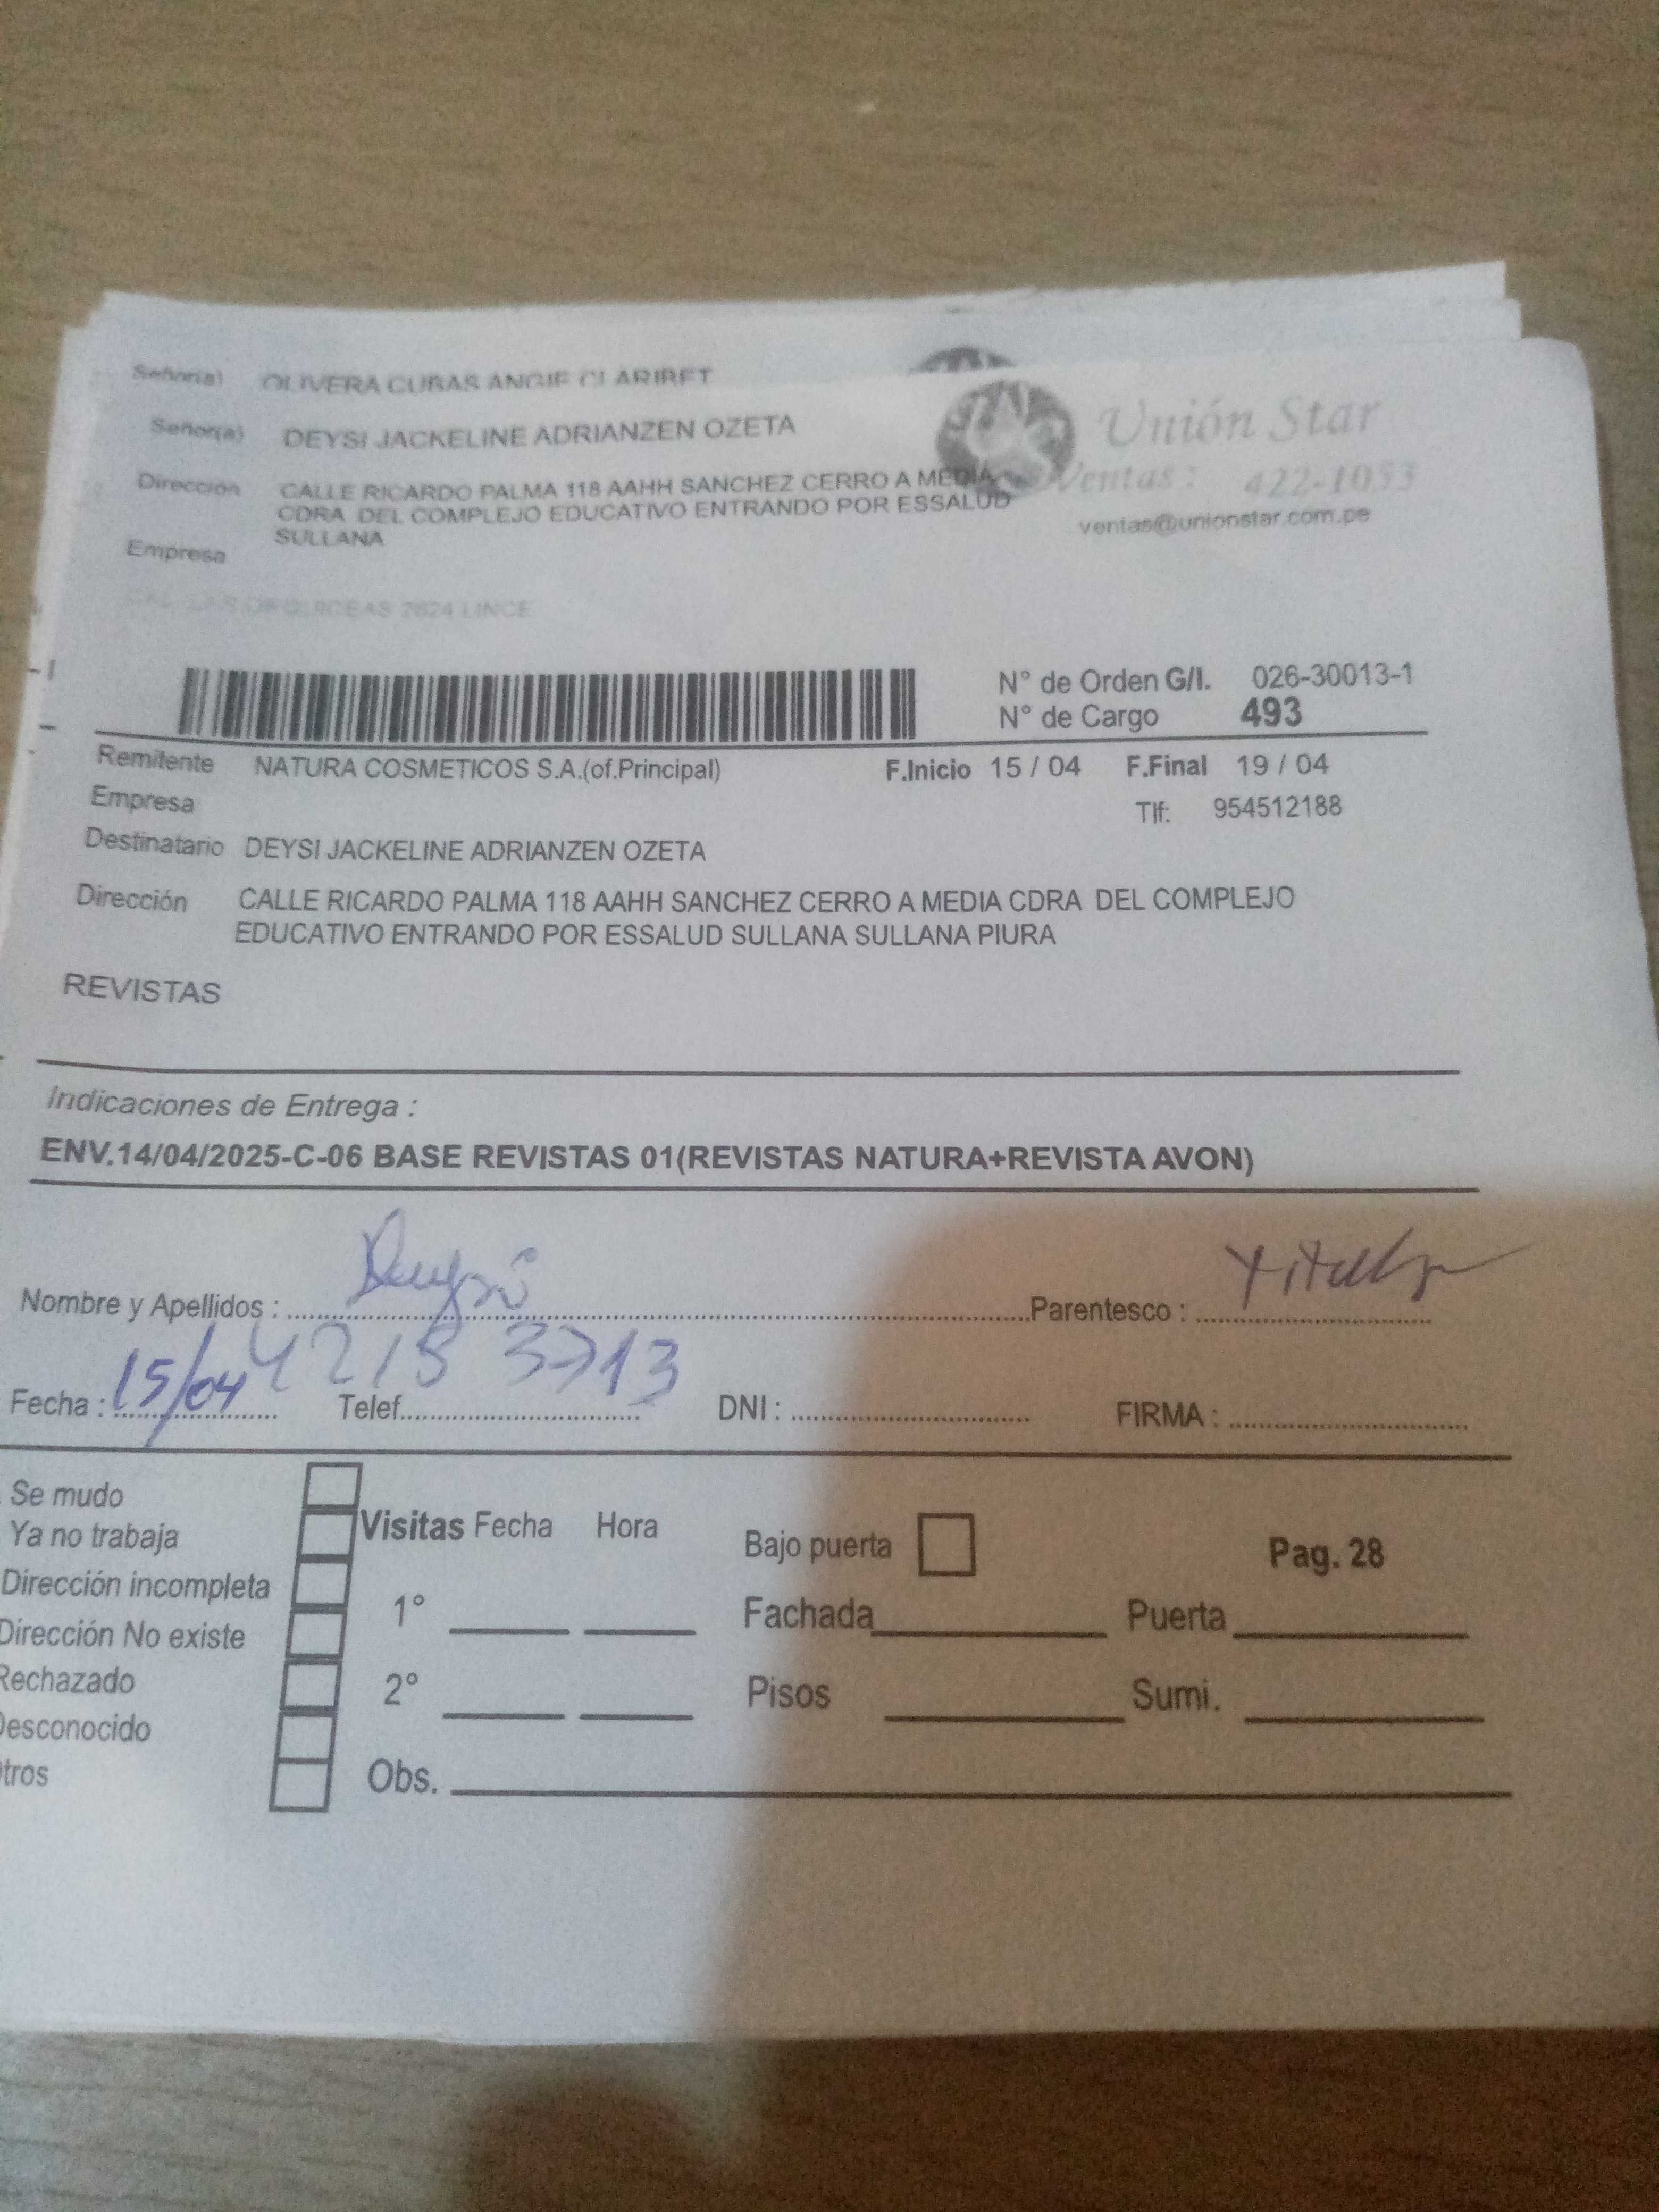 Señor(a) OLIVERA CUBAS ANGIE CLARIBET
Señor(a) DEYSI JACKELINE ADRIANZEN OZETA
Unión Star
Dirección CALLE RICARDO PALMA 118 AAHH SANCHEZ CERRO A MEDIA
CDRA DEL COMPLEJO EDUCATIVO ENTRANDO POR ESSALUD
SULLANA
Ventas: 422-1053
ventas@unionstar.com.pe
Empresa
2624 LINCE
N° de Orden G/I. 026-30013-1
N° de Cargo 493
Remitente NATURA COSMETICOS S.A.(of.Principal) F.Inicio 15 / 04 F.Final 19 / 04
Empresa Tlf: 954512188
Destinatario DEYSI JACKELINE ADRIANZEN OZETA
Dirección CALLE RICARDO PALMA 118 AAHH SANCHEZ CERRO A MEDIA CDRA DEL COMPLEJO
EDUCATIVO ENTRANDO POR ESSALUD SULLANA SULLANA PIURA
REVISTAS
Indicaciones de Entrega :
ENV.14/04/2025-C-06 BASE REVISTAS 01(REVISTAS NATURA+REVISTA AVON)
Nombre y Apellidos : Deysi Parentesco :
Fecha : 15/04 Telef. DNI : FIRMA :
Se mudo
Ya no trabaja
Dirección incompleta
Dirección No existe
Rechazado
Desconocido
tros
Visitas Fecha Hora
1°
2°
Obs.
Bajo puerta Pag. 28
Fachada Puerta
Pisos Sumi.